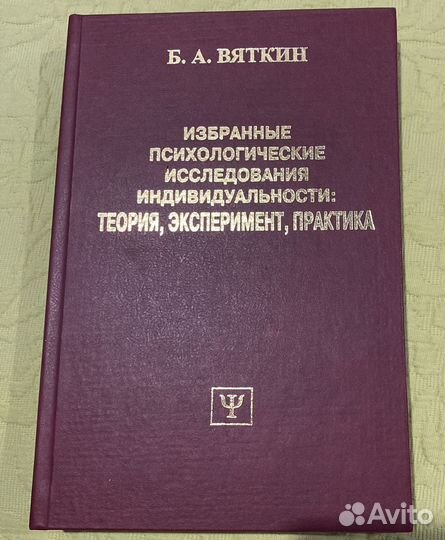 Б. А. ВЯТКИН
ИЗБРАННЫЕ
ПСИХОЛОГИЧЕСКИЕ
ИССЛЕДОВАНИЯ
ИНДИВИДУАЛЬНОСТИ:
ТЕОРИЯ, ЭКСПЕРИМЕНТ, ПРАКТИКА
Ψ
Avito